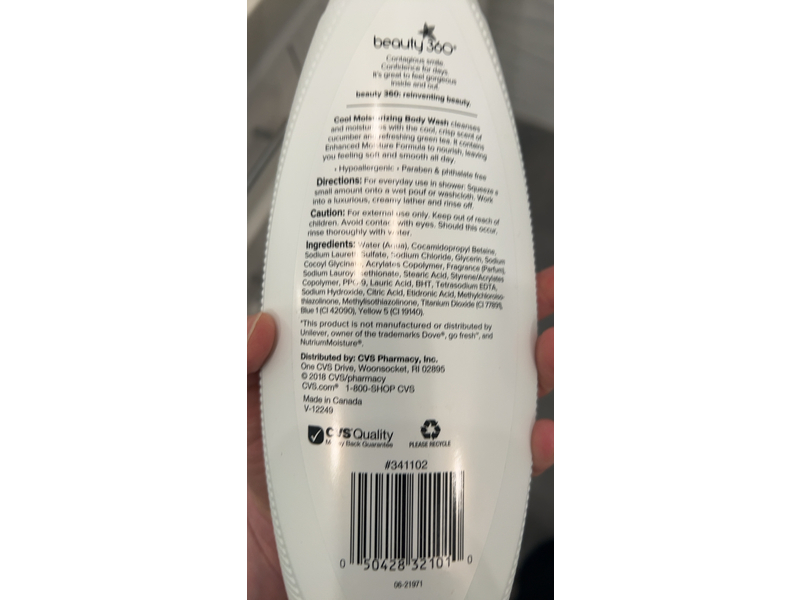 beauty 360®
Contagious smile.
Confidence for days.
It's great to feel gorgeous
inside and out.
beauty 360: reinventing beauty.
Cool Moisturizing Body Wash cleanses
and moisturizes with the cool, crisp scent of
cucumber and refreshing green tea. It contains
Enhanced Moisture Formula to nourish, leaving
you feeling soft and smooth all day.
• Hypoallergenic • Paraben & phthalate free
Directions: For everyday use in shower. Squeeze a
small amount onto a wet pouf or washcloth. Work
into a luxurious, creamy lather and rinse off.
Caution: For external use only. Keep out of reach of
children. Avoid contact with eyes. Should this occur,
rinse thoroughly with water.
Ingredients: Water (Aqua), Cocamidopropyl Betaine,
Sodium Laureth Sulfate, Sodium Chloride, Glycerin, Sodium
Cocoyl Glycinate, Acrylates Copolymer, Fragrance (Parfum),
Sodium Lauroyl Isethionate, Stearic Acid, Styrene/Acrylates
Copolymer, PPG-9, Lauric Acid, BHT, Tetrasodium EDTA,
Sodium Hydroxide, Citric Acid, Etidronic Acid, Methylchloroiso-
thiazolinone, Methylisothiazolinone, Titanium Dioxide (CI 77891),
Blue 1 (CI 42090), Yellow 5 (CI 19140).
*This product is not manufactured or distributed by
Unilever, owner of the trademarks Dove®, go fresh™, and
NutriumMoisture®.
Distributed by: CVS Pharmacy, Inc.
One CVS Drive, Woonsocket, RI 02895
© 2018 CVS/pharmacy
CVS.com® 1-800-SHOP CVS
Made in Canada
V-12249
CVS Quality
Money Back Guarantee
PLEASE RECYCLE
#341102
0 50428 32101 0
06-21971